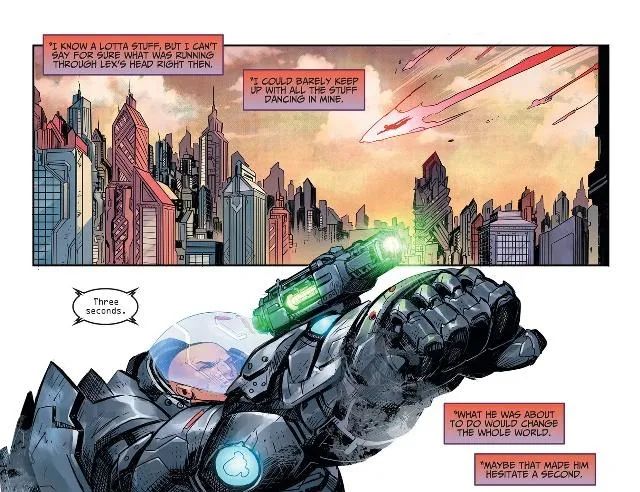 "I KNOW A LOTTA STUFF, BUT I CAN'T
SAY FOR SURE WHAT WAS RUNNING
THROUGH LEX'S HEAD RIGHT THEN.
"I COULD BARELY KEEP
UP WITH ALL THE STUFF
DANCING IN MINE.
Three
seconds.
"WHAT HE WAS ABOUT
TO DO WOULD CHANGE
THE WHOLE WORLD.
"MAYBE THAT MADE HIM
HESITATE A SECOND.